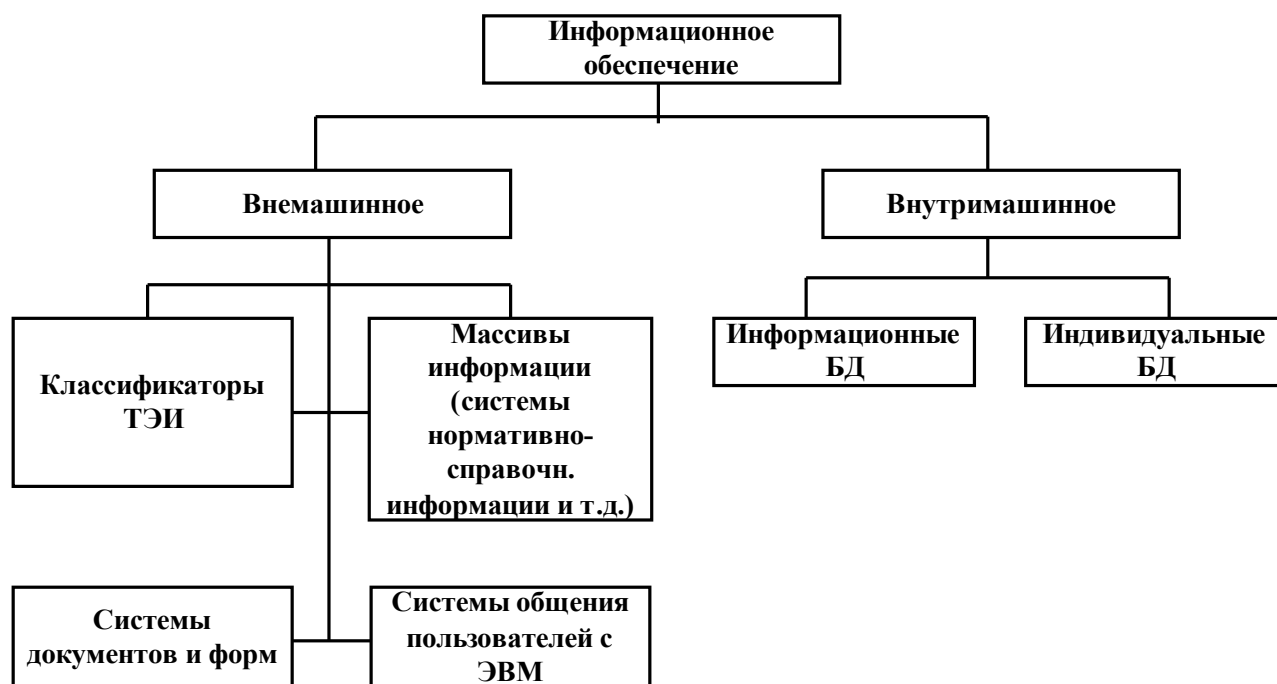 Информационное
обеспечение
Внемашинное
Внутримашинное
Классификаторы
ТЭИ
Массивы
информации
(системы
нормативно-
справочн.
информации и т.д.)
Информационные
БД
Индивидуальные
БД
Системы
документов и форм
Системы общения
пользователей с
ЭВМ